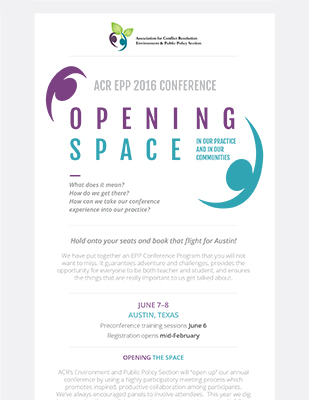 Association for Conflict Resolution
Environment & Public Policy Section
ACR EPP 2016 CONFERENCE
OPENING
SPACE
IN OUR PRACTICE
AND IN OUR
COMMUNITIES
What does it mean?
How do we get there?
How can we take our conference
experience into our practice?
Hold onto your seats and book that flight for Austin!
We have put together an EPP Conference Program that you will not
want to miss. It guarantees adventure and challenges, provides the
opportunity for everyone to be both teacher and student, and ensures
the things that are really important to us get talked about.
JUNE 7–8
AUSTIN, TEXAS
Preconference training sessions June 6
Registration opens mid-February
OPENING THE SPACE
ACR's Environment and Public Policy Section will "open up" our annual
conference by using a highly participatory meeting process which
promotes inspired, productive collaboration among participants.
We've always encouraged panels to involve attendees. This year we dig